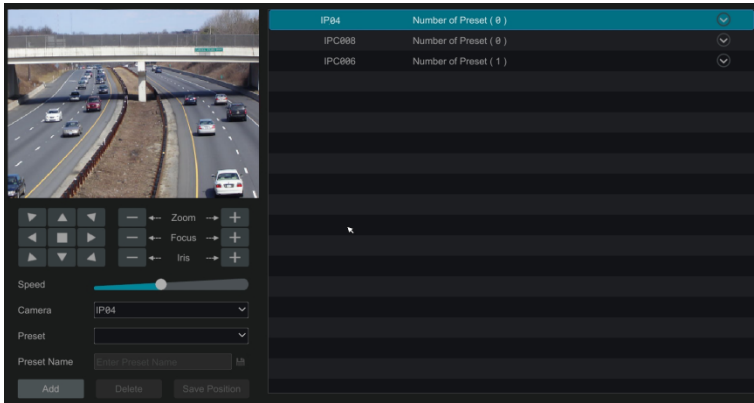 IP04 Number of Preset ( 0 )
IPC008 Number of Preset ( 0 )
IPC006 Number of Preset ( 1 )
Zoom
Focus
Iris
Speed
Camera IP04
Preset
Preset Name Enter Preset Name
Add Delete Save Position